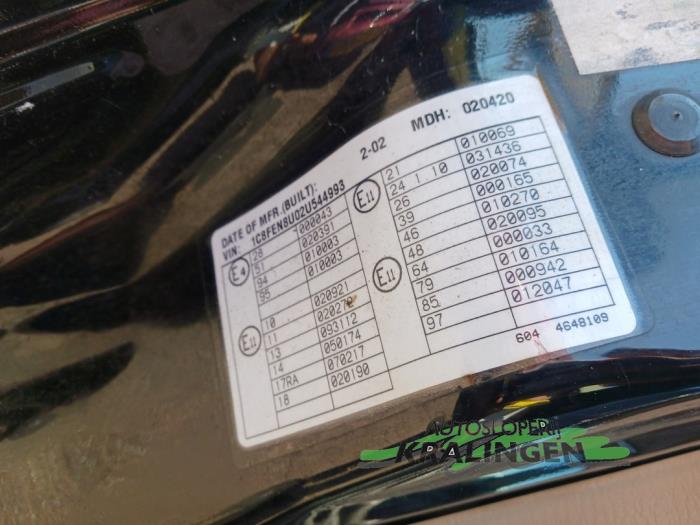 DATE OF MFR.(BUILT): 2-02 MDH: 020420
VIN: 1C8FEN8U02U544993
E4
28 000043
51 020391
94 010003
95 010003
E11
10 020921
11 020270
13 093112
14 050174
17RA 070217
18 020190
E11
21 010069
24 1 10 031436
26 020074
39 000165
46 010270
48 020095
E11
64 000033
79 010164
85 000942
97 012047
604 4648109
AUTOSLOPERIJ
KRALINGEN